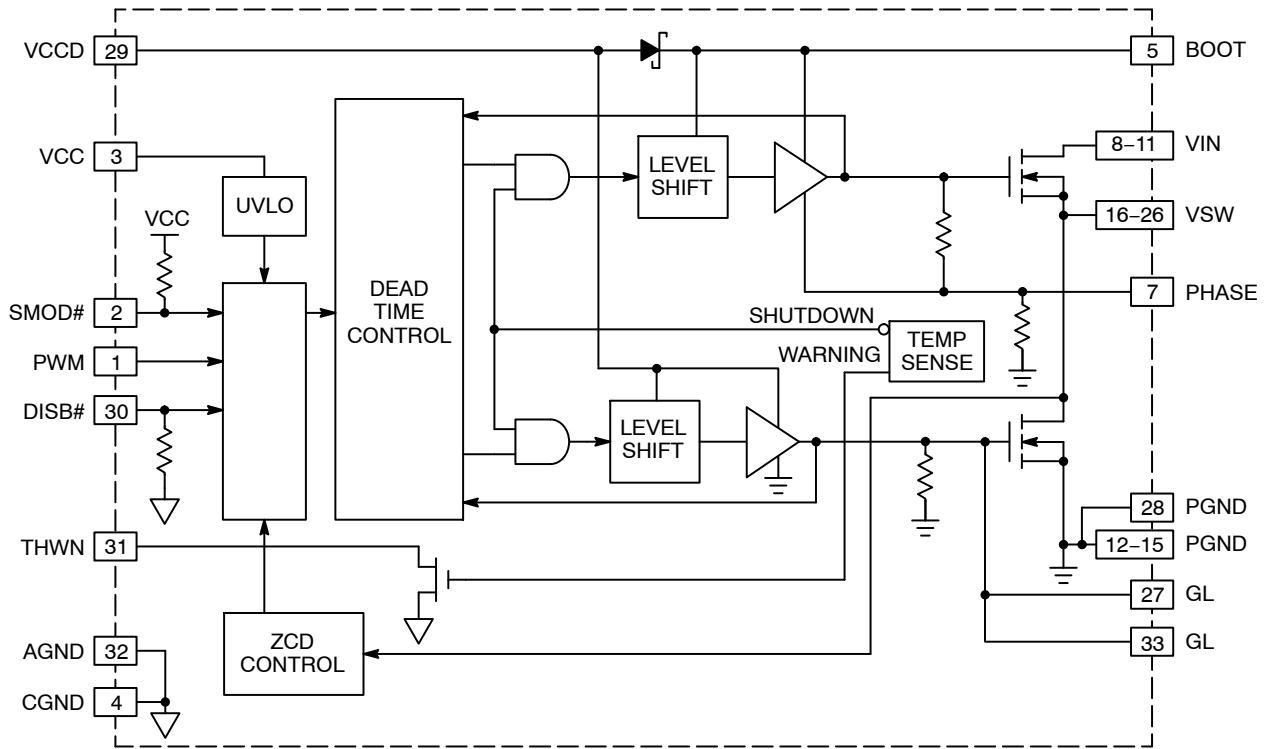 VCCD 29
5 BOOT
VCC 3
8–11 VIN
LEVEL
SHIFT
UVLO
VCC
16–26 VSW
DEAD
TIME
CONTROL
7 PHASE
SMOD# 2
SHUTDOWN
TEMP
SENSE
WARNING
PWM 1
DISB# 30
LEVEL
SHIFT
28 PGND
THWN 31
12–15 PGND
27 GL
ZCD
CONTROL
33 GL
AGND 32
CGND 4